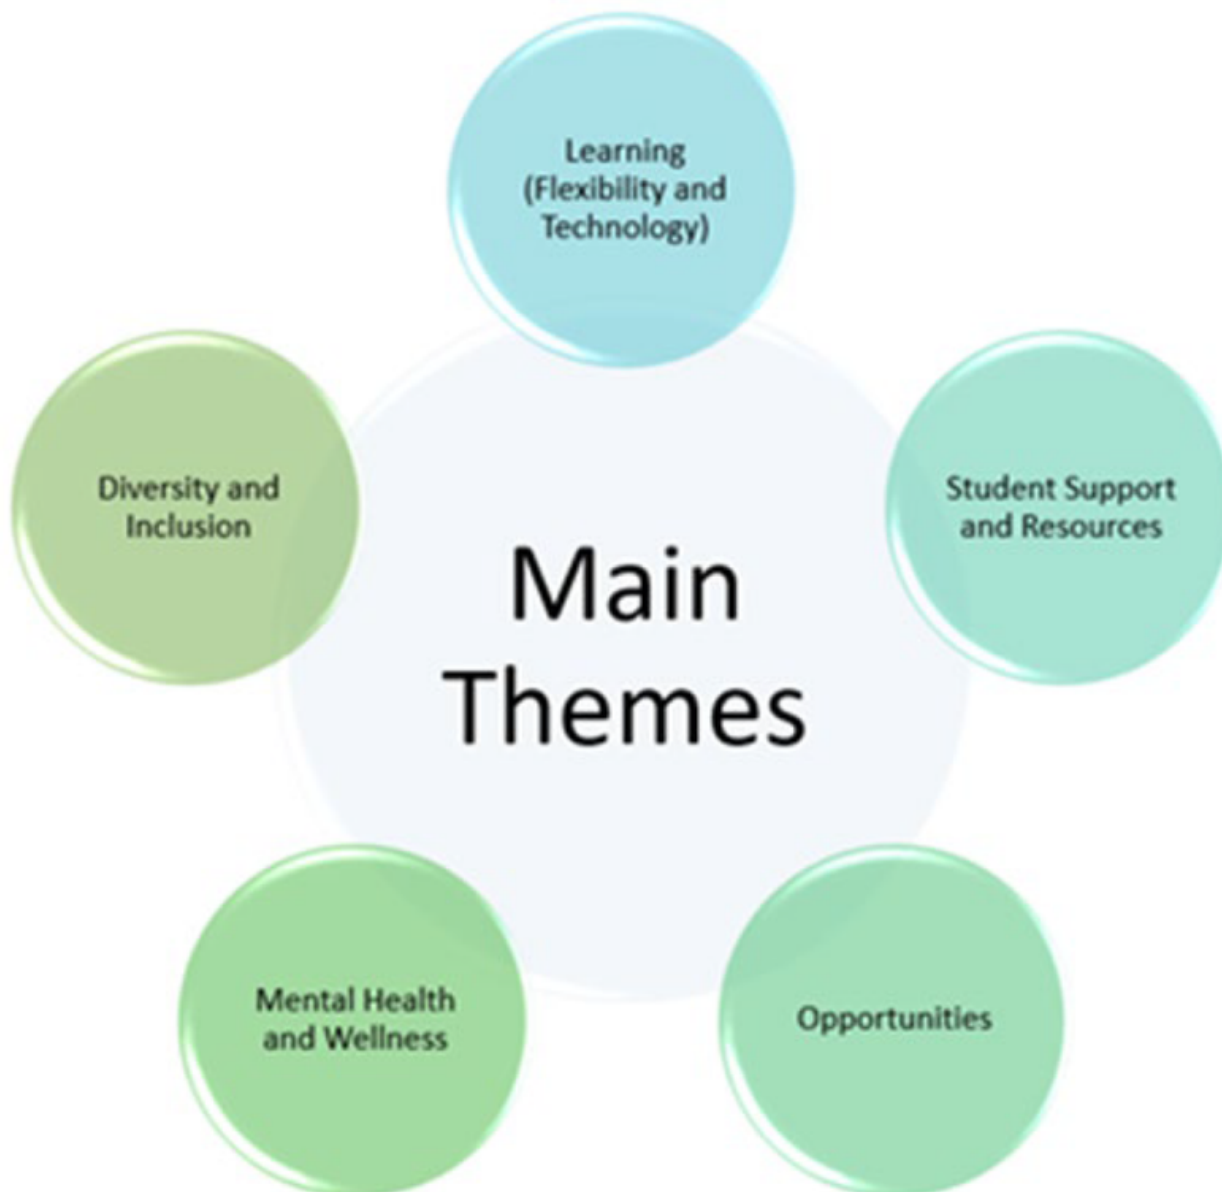 Learning
(Flexibility and
Technology)
Diversity and
Inclusion
Student Support
and Resources
Main
Themes
Mental Health
and Wellness
Opportunities